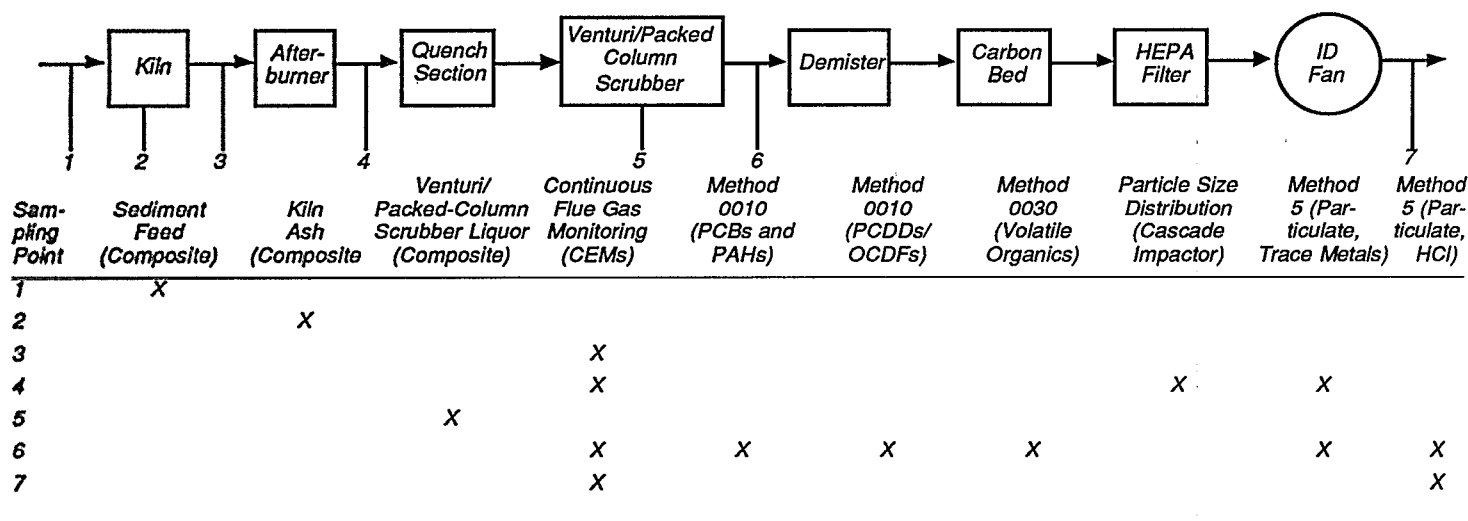 Kiln
After-
burner
Quench
Section
Venturi/Packed
Column
Scrubber
Demister
Carbon
Bed
HEPA
Filter
ID
Fan
1
2
3
4
5
6
7
Sam-
pling
Point
Sediment
Feed
(Composite)
Kiln
Ash
(Composite
Venturi/
Packed-Column
Scrubber Liquor
(Composite)
Continuous
Flue Gas
Monitoring
(CEMs)
Method
0010
(PCBs and
PAHs)
Method
0010
(PCDDs/
OCDFs)
Method
0030
(Volatile
Organics)
Particle Size
Distribution
(Cascade
Impactor)
Method
5 (Par-
ticulate,
Trace Metals)
Method
5 (Par-
ticulate,
HCl)
1 X
2 X
3 X
4 X X X
5 X
6 X X X X X X
7 X X